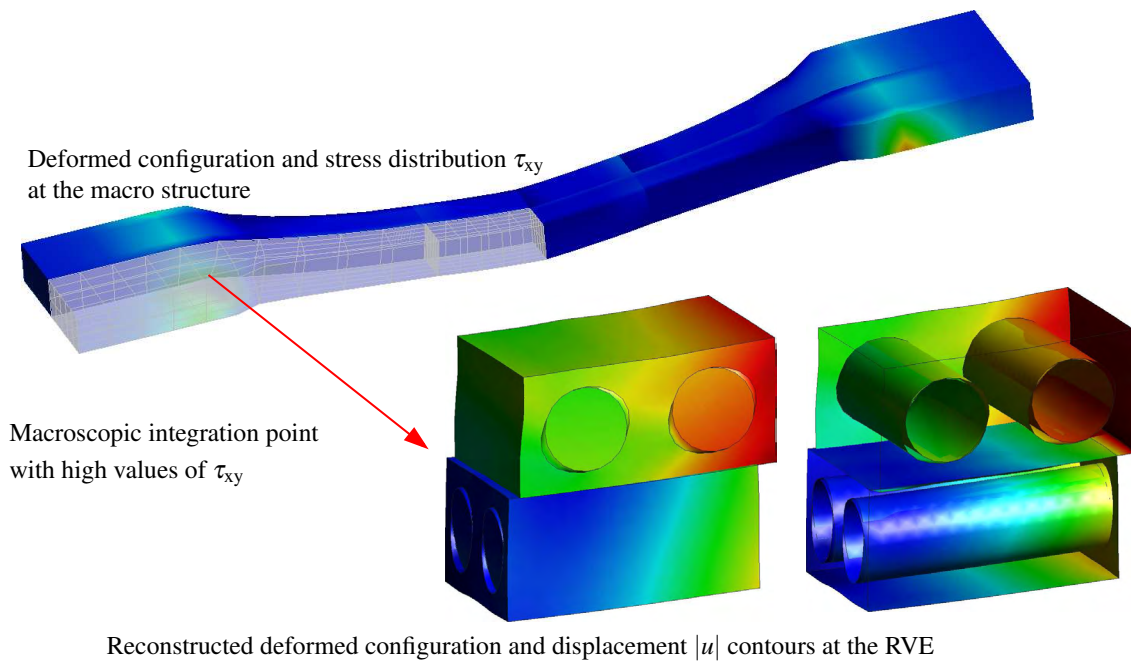 Deformed configuration and stress distribution τxy
at the macro structure
Macroscopic integration point
with high values of τxy
Reconstructed deformed configuration and displacement |u| contours at the RVE